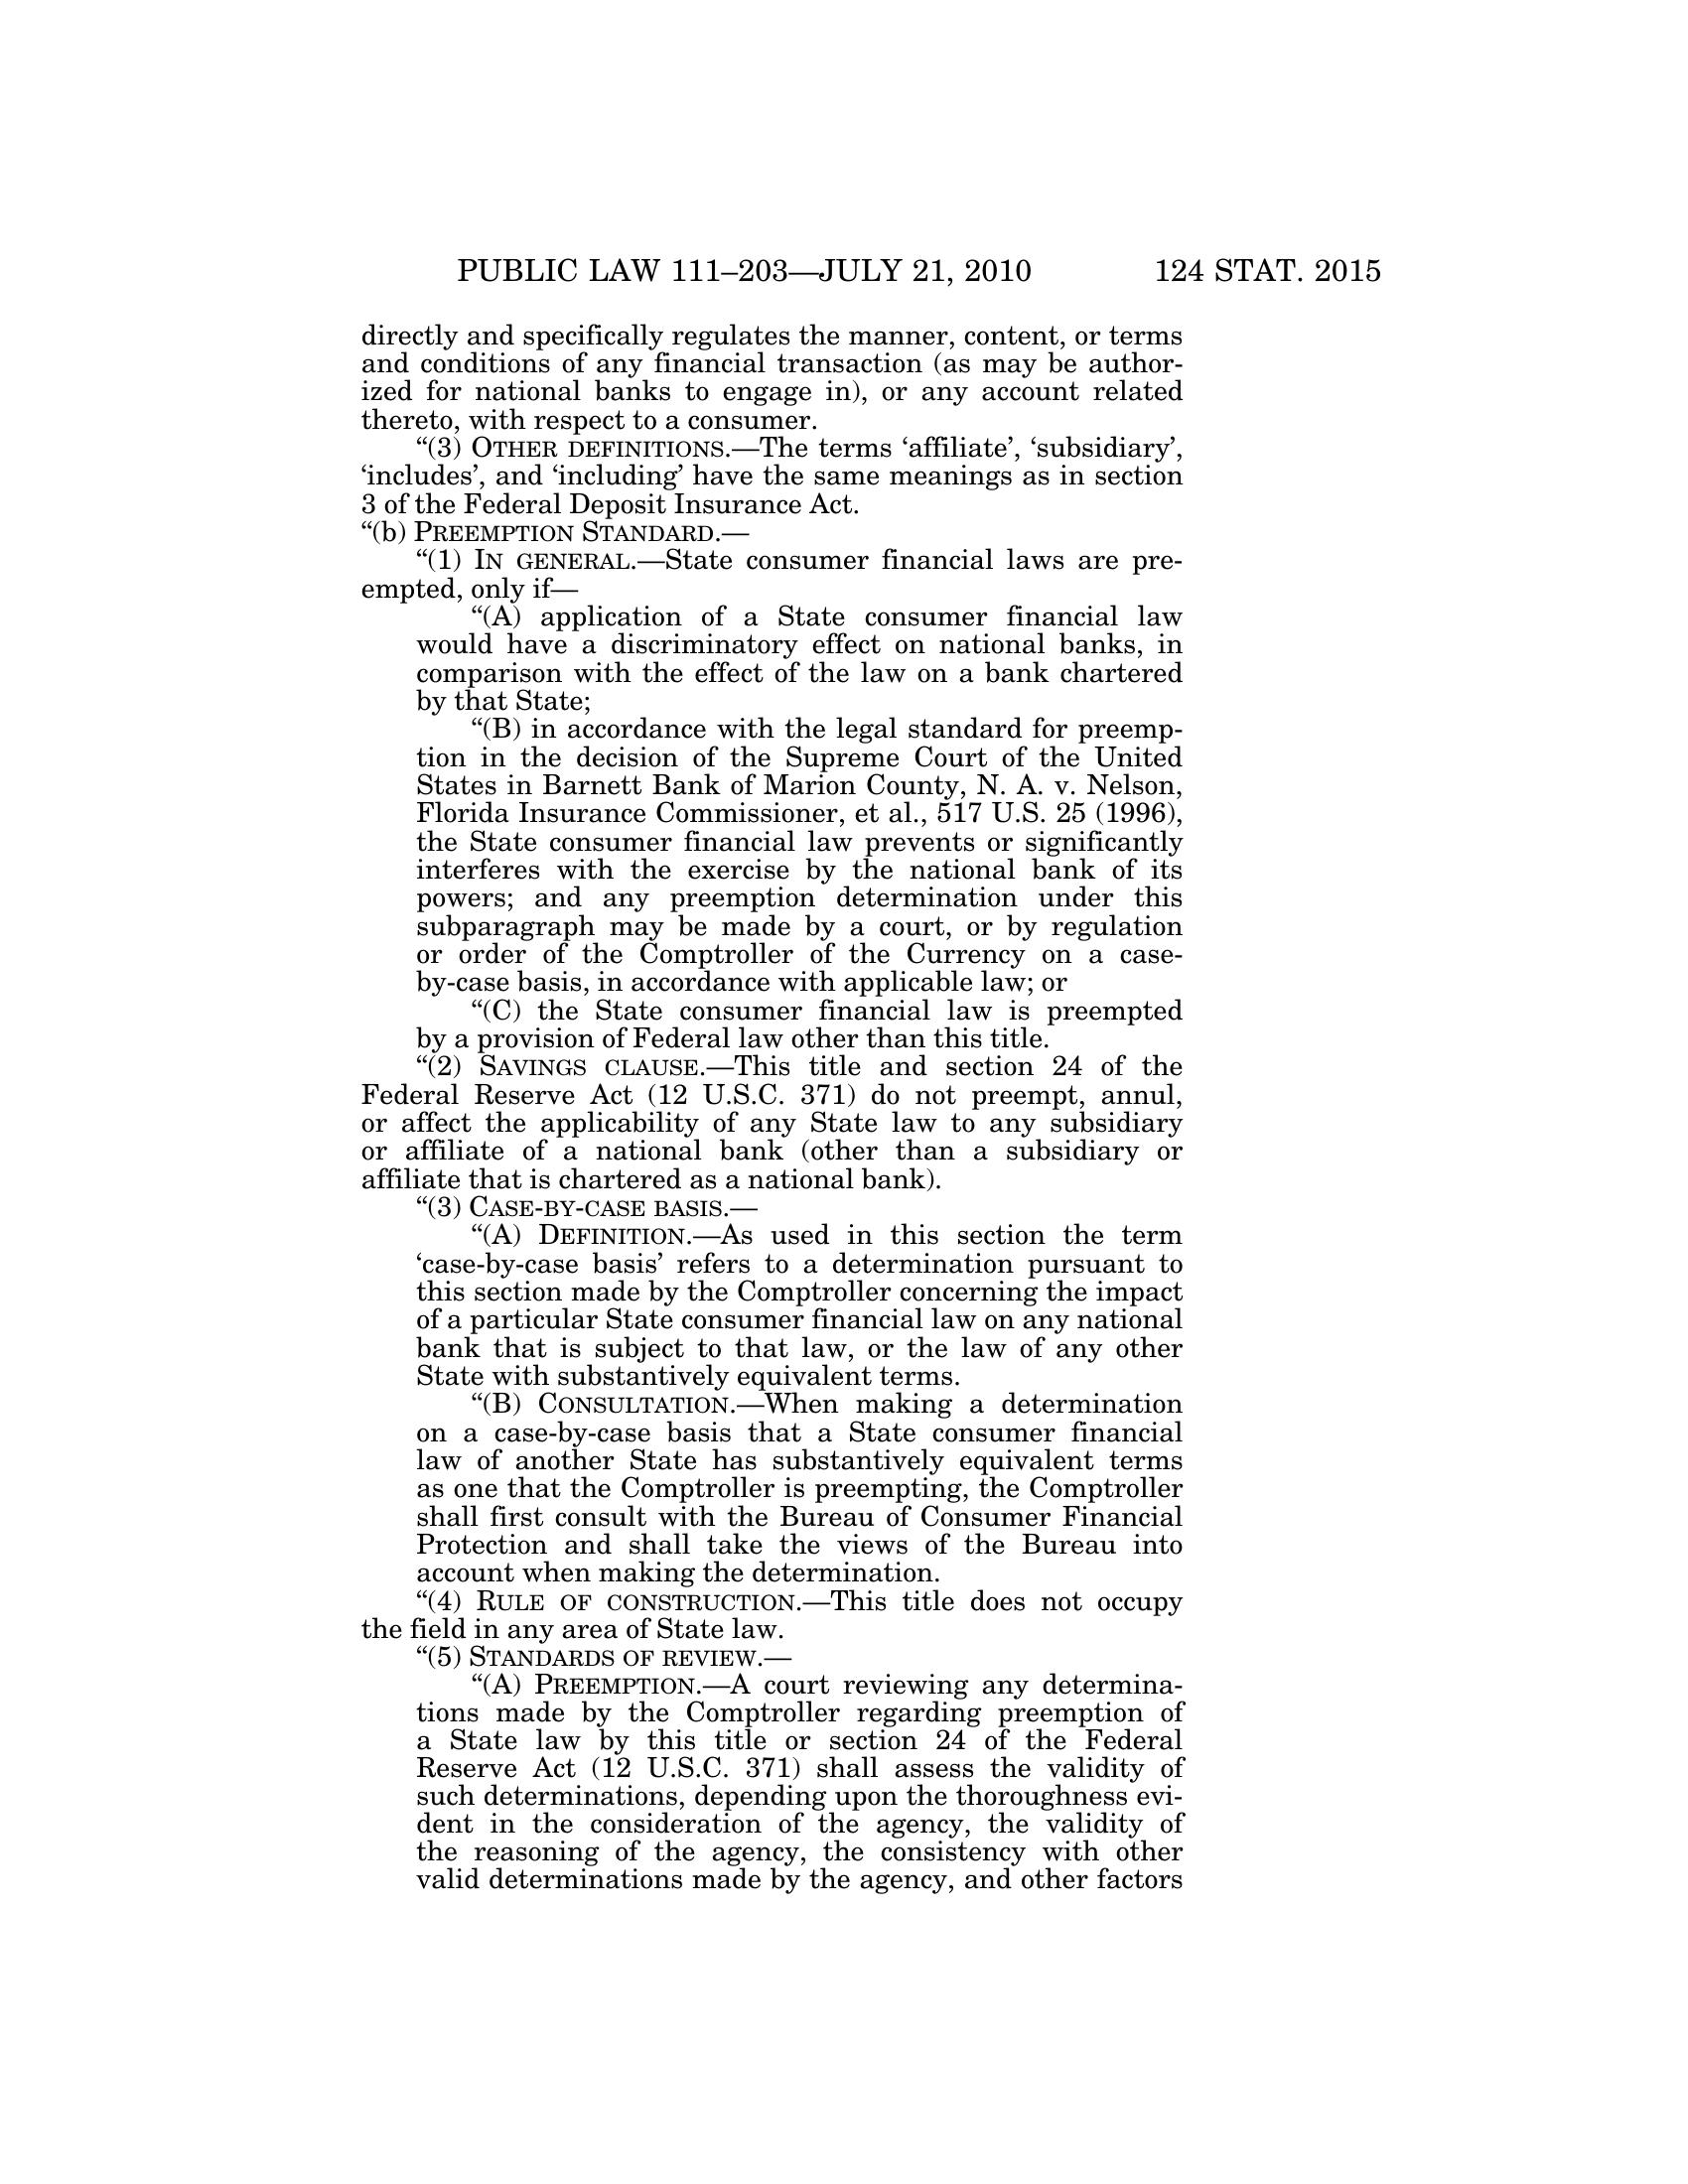 PUBLIC LAW 111–203—JULY 21, 2010 124 STAT. 2015
directly and specifically regulates the manner, content, or terms
and conditions of any financial transaction (as may be author-
ized for national banks to engage in), or any account related
thereto, with respect to a consumer.
“(3) OTHER DEFINITIONS.—The terms ‘affiliate’, ‘subsidiary’,
‘includes’, and ‘including’ have the same meanings as in section
3 of the Federal Deposit Insurance Act.
“(b) PREEMPTION STANDARD.—
“(1) IN GENERAL.—State consumer financial laws are pre-
empted, only if—
“(A) application of a State consumer financial law
would have a discriminatory effect on national banks, in
comparison with the effect of the law on a bank chartered
by that State;
“(B) in accordance with the legal standard for preemp-
tion in the decision of the Supreme Court of the United
States in Barnett Bank of Marion County, N. A. v. Nelson,
Florida Insurance Commissioner, et al., 517 U.S. 25 (1996),
the State consumer financial law prevents or significantly
interferes with the exercise by the national bank of its
powers; and any preemption determination under this
subparagraph may be made by a court, or by regulation
or order of the Comptroller of the Currency on a case-
by-case basis, in accordance with applicable law; or
“(C) the State consumer financial law is preempted
by a provision of Federal law other than this title.
“(2) SAVINGS CLAUSE.—This title and section 24 of the
Federal Reserve Act (12 U.S.C. 371) do not preempt, annul,
or affect the applicability of any State law to any subsidiary
or affiliate of a national bank (other than a subsidiary or
affiliate that is chartered as a national bank).
“(3) CASE-BY-CASE BASIS.—
“(A) DEFINITION.—As used in this section the term
‘case-by-case basis’ refers to a determination pursuant to
this section made by the Comptroller concerning the impact
of a particular State consumer financial law on any national
bank that is subject to that law, or the law of any other
State with substantively equivalent terms.
“(B) CONSULTATION.—When making a determination
on a case-by-case basis that a State consumer financial
law of another State has substantively equivalent terms
as one that the Comptroller is preempting, the Comptroller
shall first consult with the Bureau of Consumer Financial
Protection and shall take the views of the Bureau into
account when making the determination.
“(4) RULE OF CONSTRUCTION.—This title does not occupy
the field in any area of State law.
“(5) STANDARDS OF REVIEW.—
“(A) PREEMPTION.—A court reviewing any determina-
tions made by the Comptroller regarding preemption of
a State law by this title or section 24 of the Federal
Reserve Act (12 U.S.C. 371) shall assess the validity of
such determinations, depending upon the thoroughness evi-
dent in the consideration of the agency, the validity of
the reasoning of the agency, the consistency with other
valid determinations made by the agency, and other factors